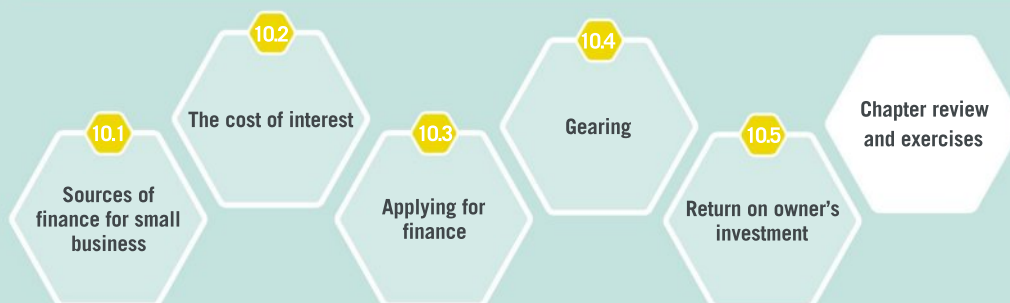 10.1
Sources of
finance for small
business
10.2
The cost of interest
10.3
Applying for
finance
10.4
Gearing
10.5
Return on owner's
investment
Chapter review
and exercises